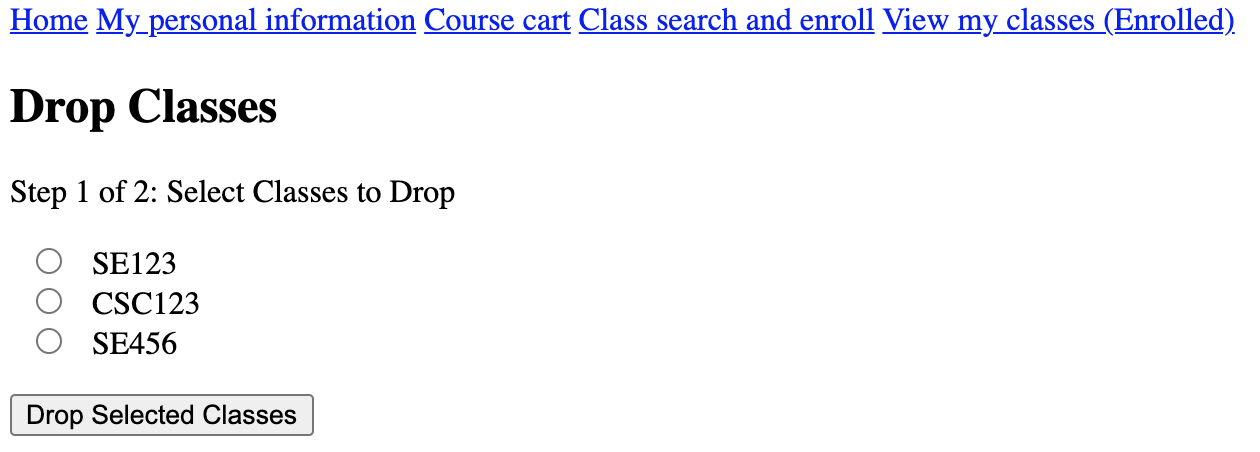 Home My personal information Course cart Class search and enroll View my classes (Enrolled)
Drop Classes
Step 1 of 2: Select Classes to Drop
SE123
CSC123
SE456
Drop Selected Classes